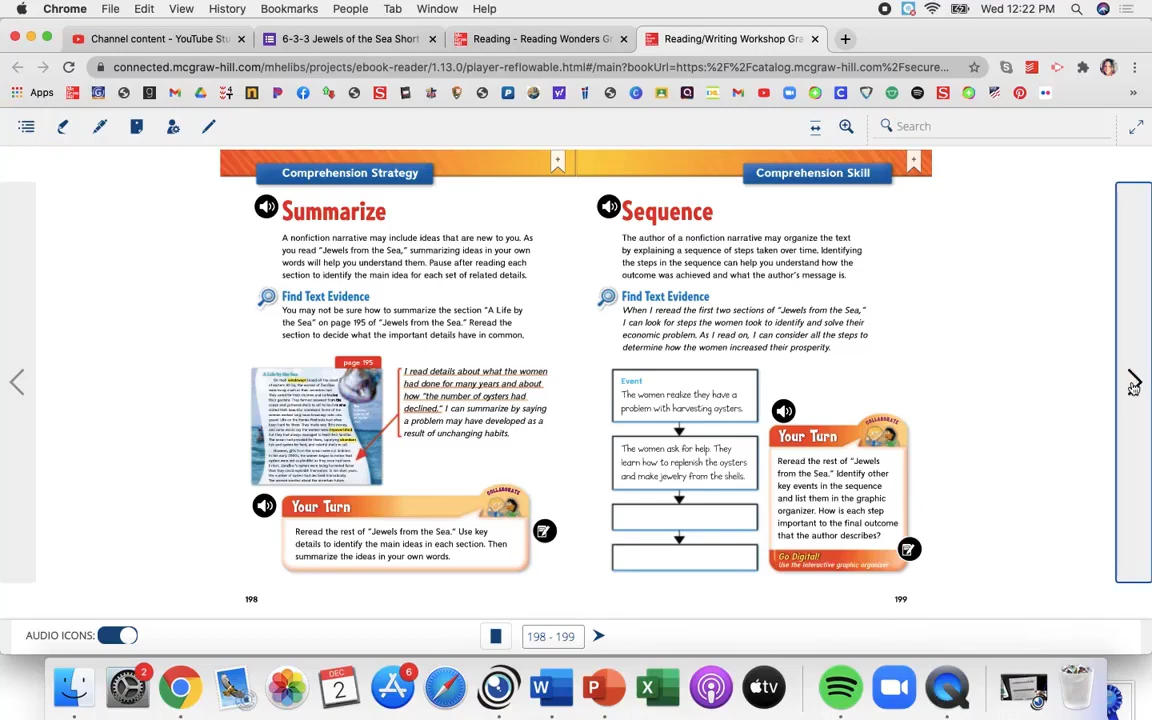 Chrome File Edit View History Bookmarks People Tab Window Help Wed 12:22 PM
Channel content - YouTube Stu 6-3-3 Jewels of the Sea Short Reading - Reading Wonders Gr Reading/Writing Workshop Gra
connected.mcgraw-hill.com/mhelibs/projects/ebook-reader/1.13.0/player-reflowable.html#/main?bookUrl=https:%2F%2Fcatalog.mcgraw-hill.com%2Fsecure...
Apps
Search
Comprehension Strategy
Summarize
A nonfiction narrative may include ideas that are new to you. As
you read "Jewels from the Sea," summarizing ideas in your own
words will help you understand them. Pause after reading each
section to identify the main idea for each set of related details.
Find Text Evidence
You may not be sure how to summarize the section "A Life by
the Sea" on page 195 of "Jewels from the Sea." Reread the
section to decide what the important details have in common.
page 195
A Life by the Sea
I read details about what the women
had done for many years and about
how "the number of oysters had
declined." I can summarize by saying
a problem may have developed as a
result of unchanging habits.
COLLABORATE
Your Turn
Reread the rest of "Jewels from the Sea." Use key
details to identify the main ideas in each section. Then
summarize the ideas in your own words.
198
Comprehension Skill
Sequence
The author of a nonfiction narrative may organize the text
by explaining a sequence of steps taken over time. Identifying
the steps in the sequence can help you understand how the
outcome was achieved and what the author's message is.
Find Text Evidence
When I reread the first two sections of "Jewels from the Sea,"
I can look for steps the women took to identify and solve their
economic problem. As I read on, I can consider all the steps to
determine how the women increased their prosperity.
Event
The women realize they have a
problem with harvesting oysters.
The women ask for help. They
learn how to replenish the oysters
and make jewelry from the shells.
COLLABORATE
Your Turn
Reread the rest of "Jewels
from the Sea." Identify other
key events in the sequence
and list them in the graphic
organizer. How is each step
important to the final outcome
that the author describes?
Go Digital!
Use the interactive graphic organizer
199
AUDIO ICONS: 198 - 199
2 DEC 2 6 W P X tv